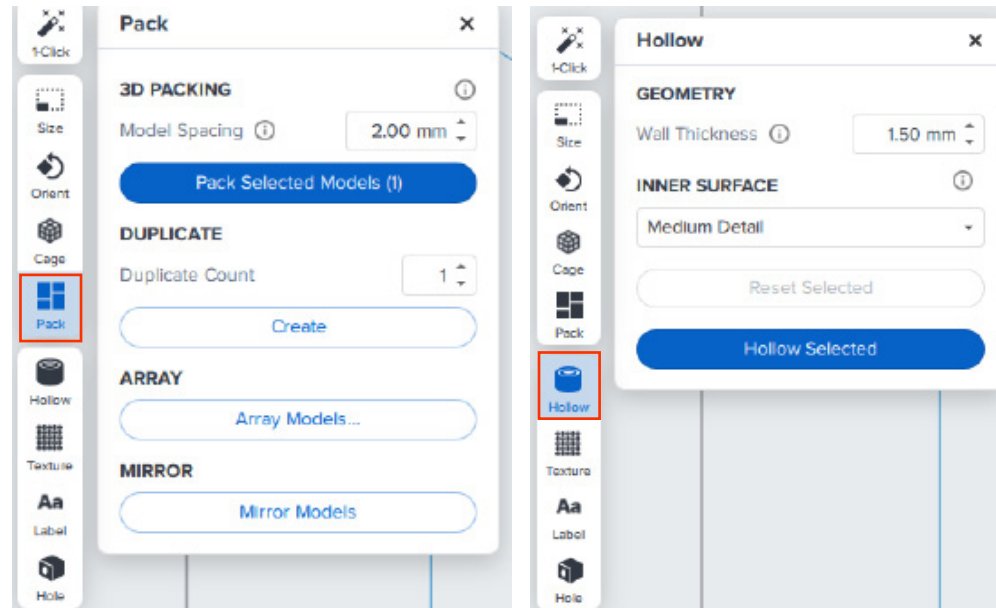 1-Click
Size
Orient
Cage
Pack
Hollow
Texture
Label
Hole
Pack
3D PACKING
Model Spacing
2.00 mm
Pack Selected Models (1)
DUPLICATE
Duplicate Count
1
Create
ARRAY
Array Models...
MIRROR
Mirror Models
1-Click
Size
Orient
Cage
Pack
Hollow
Texture
Aa
Label
Hole
Hollow
GEOMETRY
Wall Thickness
1.50 mm
INNER SURFACE
Medium Detail
Reset Selected
Hollow Selected